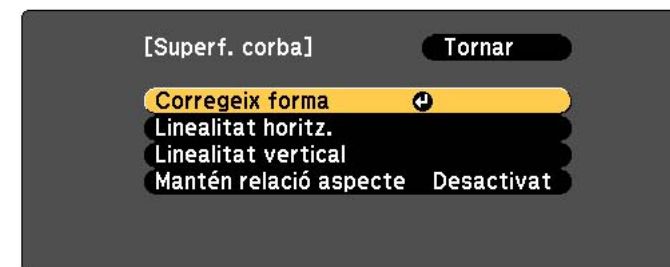 [Superf. corba] Tornar
Corregeix forma
Linealitat horitz.
Linealitat vertical
Mantén relació aspecte Desactivat